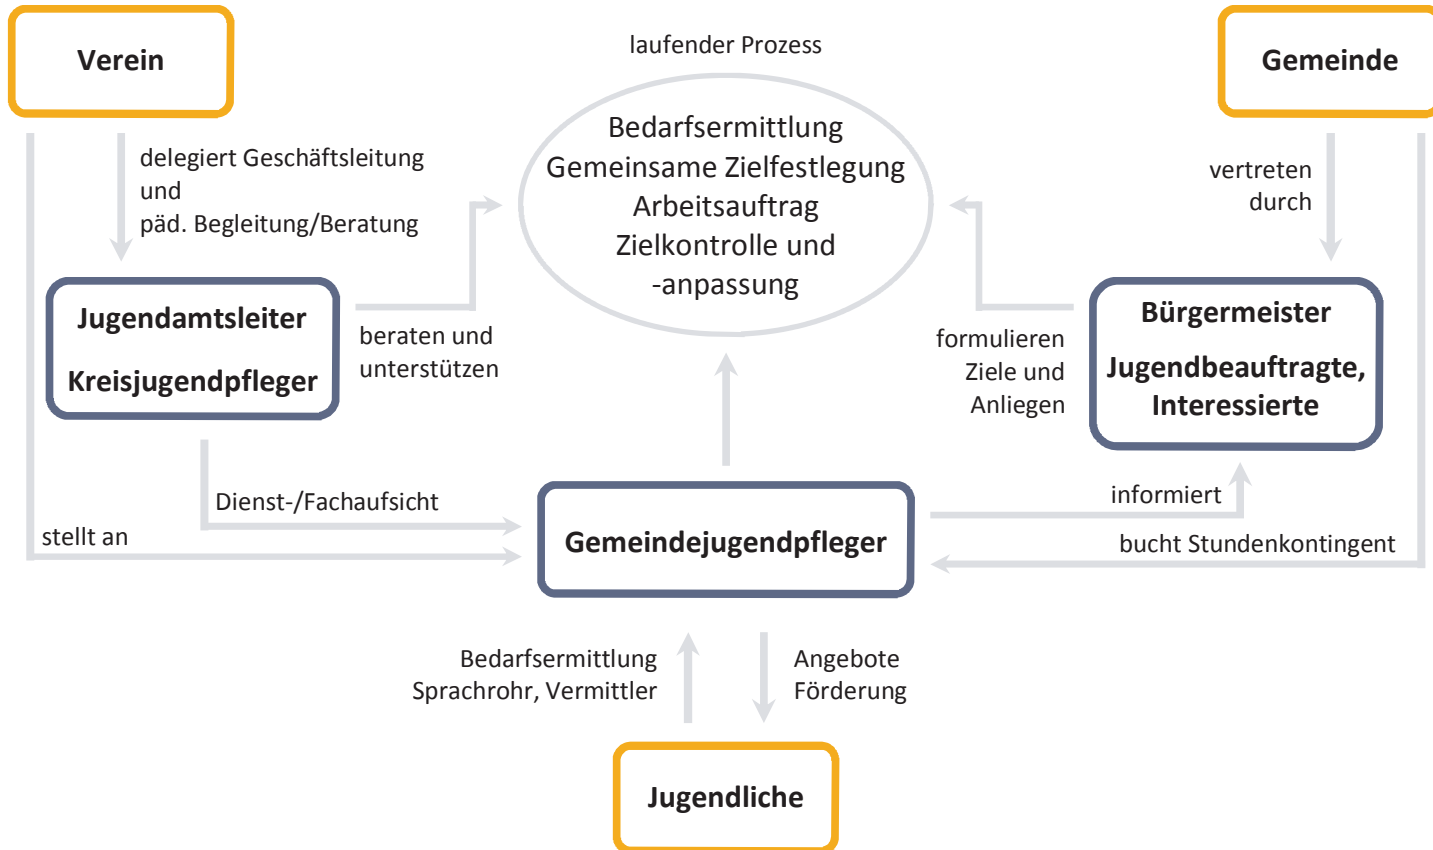 Verein
laufender Prozess
Gemeinde
Bedarfsermittlung
Gemeinsame Zielfestlegung
Arbeitsauftrag
Zielkontrolle und
-anpassung
delegiert Geschäftsleitung
und
päd. Begleitung/Beratung
vertreten
durch
Jugendamtsleiter
Kreisjugendpfleger
beraten und
unterstützen
formulieren
Ziele und
Anliegen
Bürgermeister
Jugendbeauftragte,
Interessierte
Dienst-/Fachaufsicht
stellt an
Gemeindejugendpfleger
informiert
bucht Stundenkontingent
Bedarfsermittlung
Sprachrohr, Vermittler
Angebote
Förderung
Jugendliche